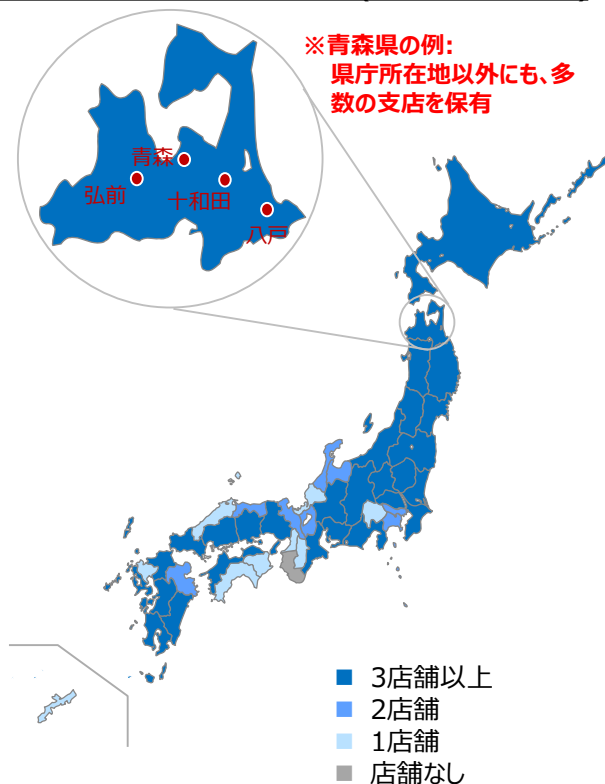 ※青森県の例:
県庁所在地以外にも、多
数の支店を保有
青森
弘前
十和田
八戸
3店舗以上
2店舗
1店舗
店舗なし